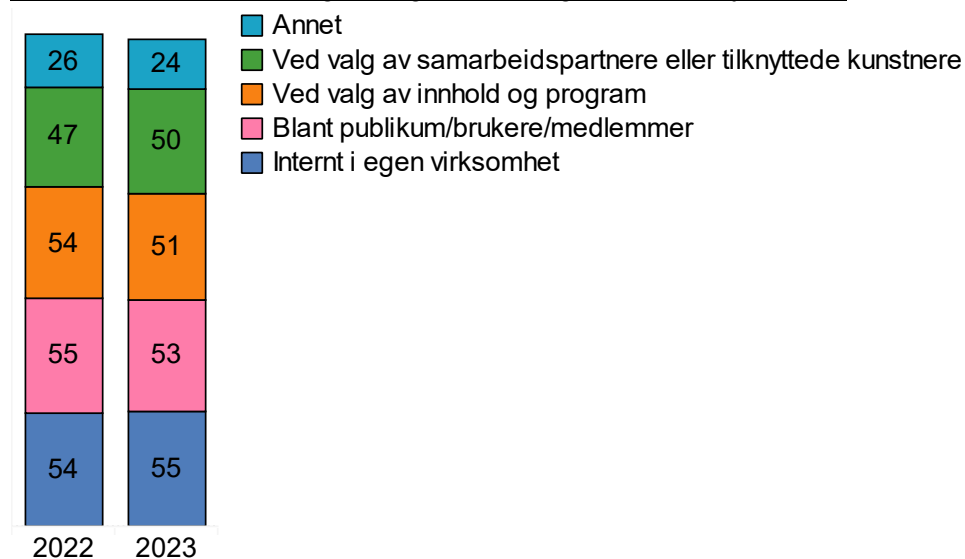 Annet
Ved valg av samarbeidspartnere eller tilknyttede kunstnere
Ved valg av innhold og program
Blant publikum/brukere/medlemmer
Internt i egen virksomhet
26 24
47 50
54 51
55 53
54 55
2022 2023